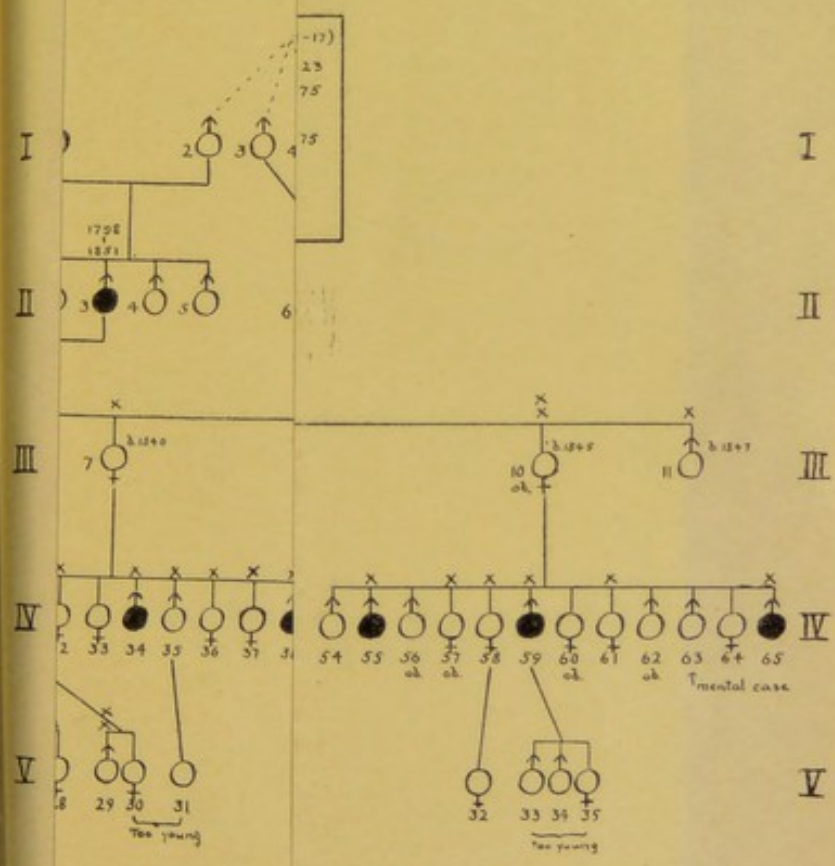 -17)
23
75
I 2 3 4 75 I
1798
1851
II 3 4 5 6 II
x x
x x
III 7 b.1840 10 b.1845 11 b.1847 III
ob.
x x x x x x x x x x x x
IV IV
2 33 34 35 36 37 54 55 56 57 58 59 60 61 62 63 64 65
ob. ob. ob. ob.
↑mental case
x
x
V V
8 29 30 31 32 33 34 35
Too young too young